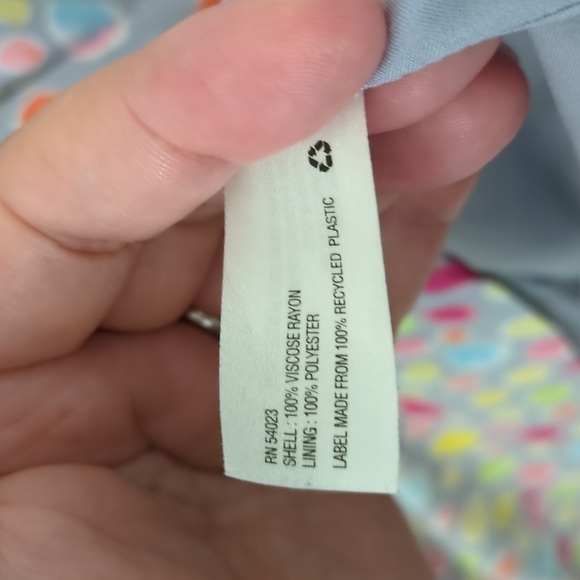 RN 54023
SHELL : 100% VISCOSE RAYON
LINING : 100% POLYESTER
LABEL MADE FROM 100% RECYCLED PLASTIC